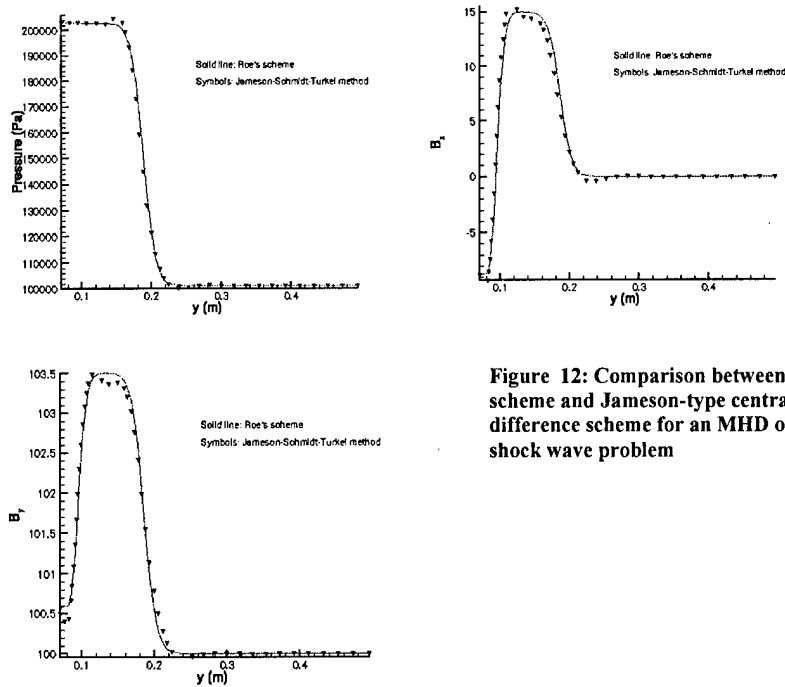 200000
190000
180000
170000
160000
150000
140000
130000
120000
110000
100000
Pressure (Pa)
Solid line: Roe's scheme
Symbols: Jameson-Schmidt-Turkel method
0.1 0.2 0.3 0.4
y (m)
15
10
5
0
-5
Bx
Solid line: Roe's scheme
Symbols: Jameson-Schmidt-Turkel method
0.1 0.2 0.4
y (m)
103.5
103
102.5
102
101.5
101
100.5
100
By
Solid line: Roe's scheme
Symbols: Jameson-Schmidt-Turkel method
0.1 0.2 0.3 0.4
y (m)
Figure 12: Comparison between
scheme and Jameson-type centra
difference scheme for an MHD o
shock wave problem